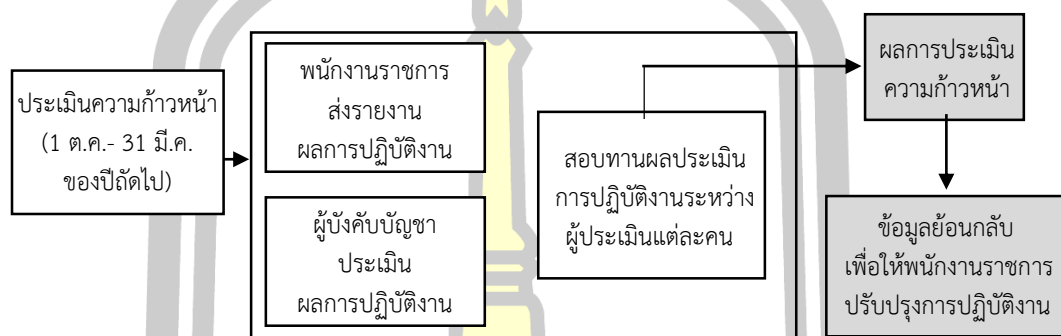 ประเมินความก้าวหน้า
(1 ต.ค.- 31 มี.ค.
ของปีถัดไป)
พนักงานราชการ
ส่งรายงาน
ผลการปฏิบัติงาน
ผู้บังคับบัญชา
ประเมิน
ผลการปฏิบัติงาน
สอบทานผลประเมิน
การปฏิบัติงานระหว่าง
ผู้ประเมินแต่ละคน
ผลการประเมิน
ความก้าวหน้า
ข้อมูลย้อนกลับ
เพื่อให้พนักงานราชการ
ปรับปรุงการปฏิบัติงาน